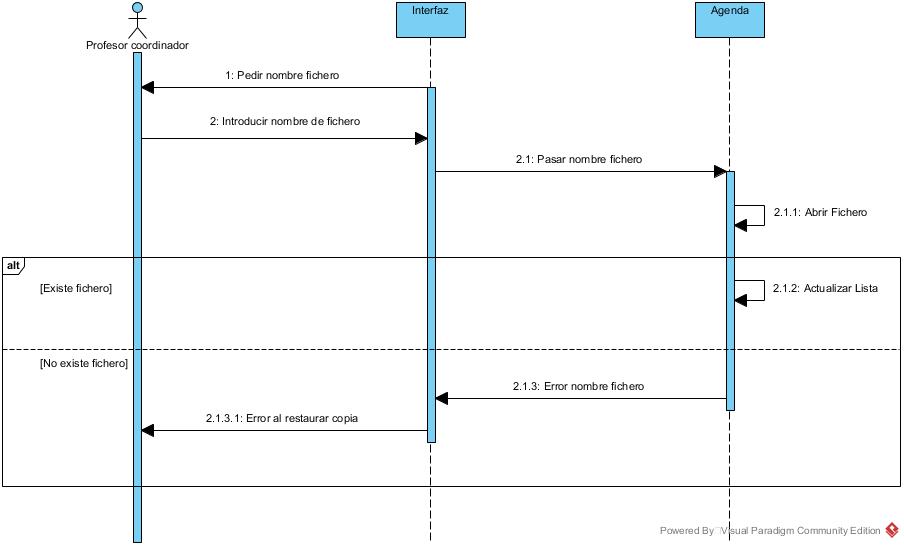 Interfaz
Agenda
Profesor coordinador
1: Pedir nombre fichero
2: Introducir nombre de fichero
2.1: Pasar nombre fichero
2.1.1: Abrir Fichero
alt
[Existe fichero]
2.1.2: Actualizar Lista
[No existe fichero]
2.1.3: Error nombre fichero
2.1.3.1: Error al restaurar copia
Powered By Visual Paradigm Community Edition